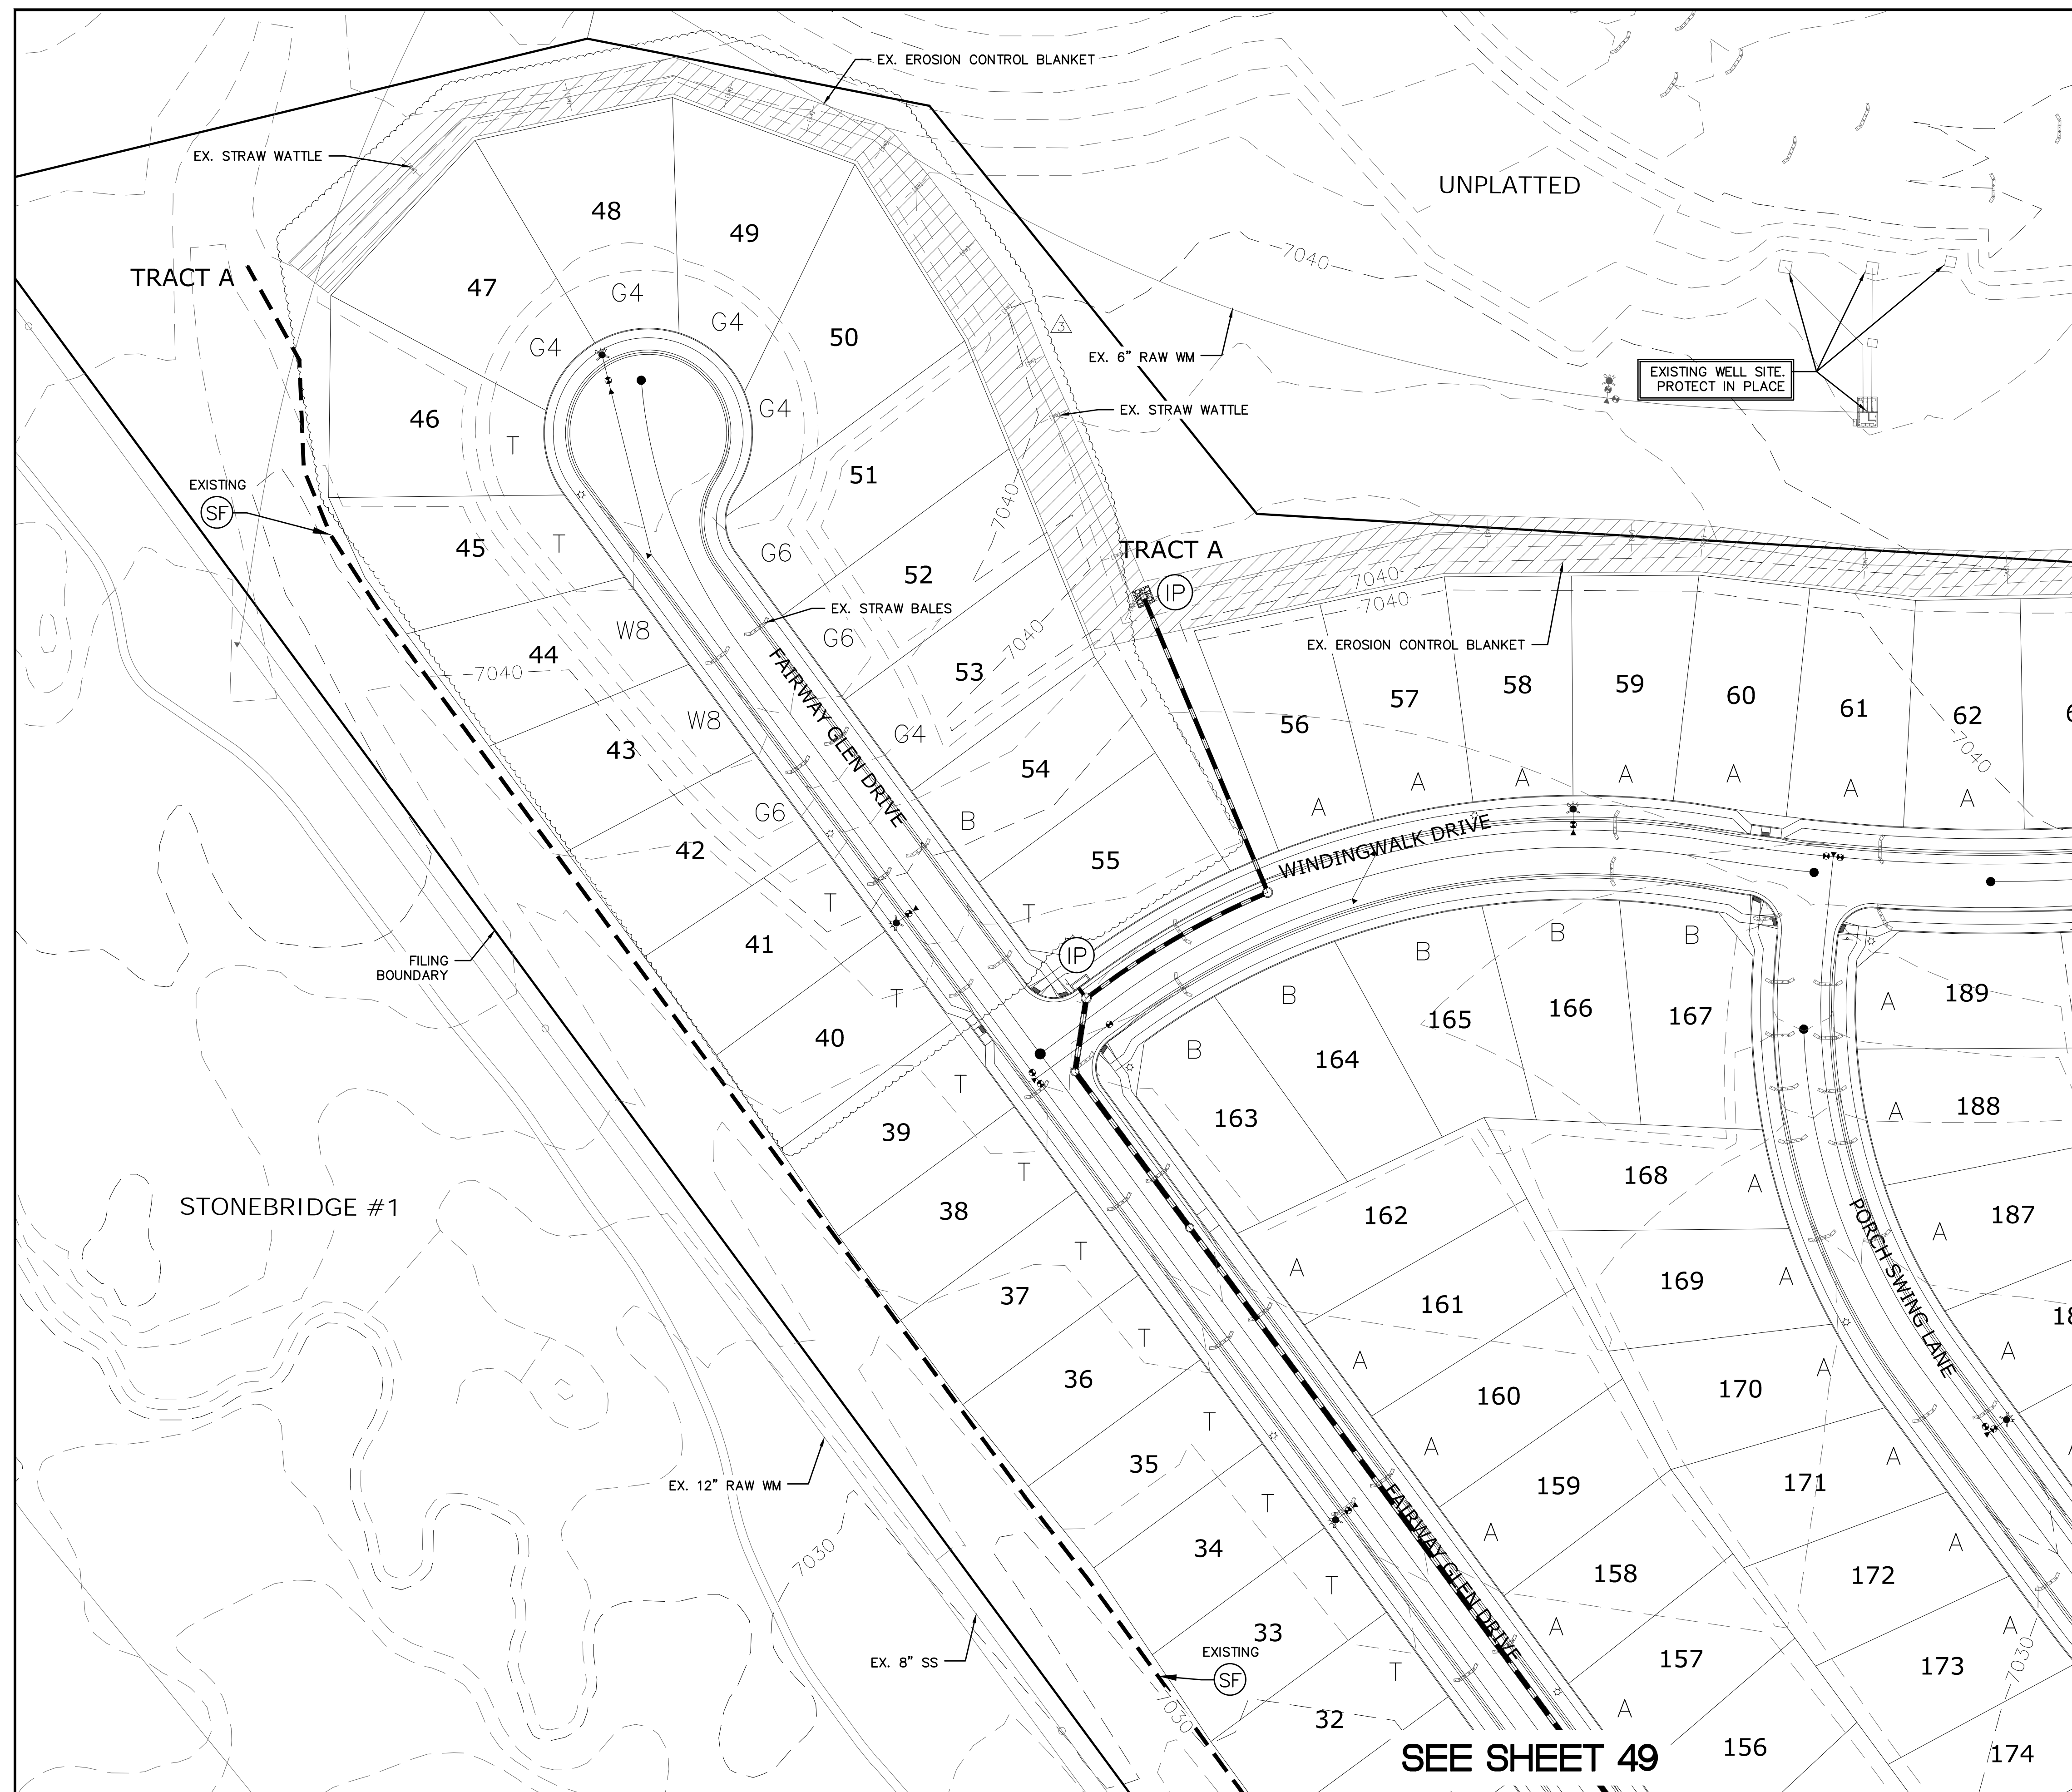 EX. EROSION CONTROL BLANKET
EX. STRAW WATTLE
UNPLATTED
TRACT A
48
49
47
50
46
G4
G4
G4
G4
T
7040
3
EX. 6" RAW WM
EX. STRAW WATTLE
EXISTING WELL SITE.
PROTECT IN PLACE
EXISTING
SF
51
45
T
7040
G6
52
TRACT A
IP
7040
7040
EX. STRAW BALES
EX. EROSION CONTROL BLANKET
W8
G6
44
7040
53
7040
W8
43
FAIRWAY GLEN DRIVE
G4
54
56
57
58
59
60
61
62
7040
A
A
A
A
A
A
A
G6
42
B
55
WINDINGWALK DRIVE
T
T
41
FILING
BOUNDARY
IP
T
40
B
B
B
B
163
164
165
166
167
189
A
T
39
188
A
T
38
STONEBRIDGE #1
162
168
A
187
A
PORCH SWING LANE
T
37
A
161
169
A
T
36
A
160
170
A
A
T
35
A
159
171
A
EX. 12" RAW WM
T
34
FAIRWAY GLEN DRIVE
A
158
172
A
7030
T
33
A
157
173
A
7030
EX. 8" SS
EXISTING
SF
T
7030
32
A
156
174
SEE SHEET 49